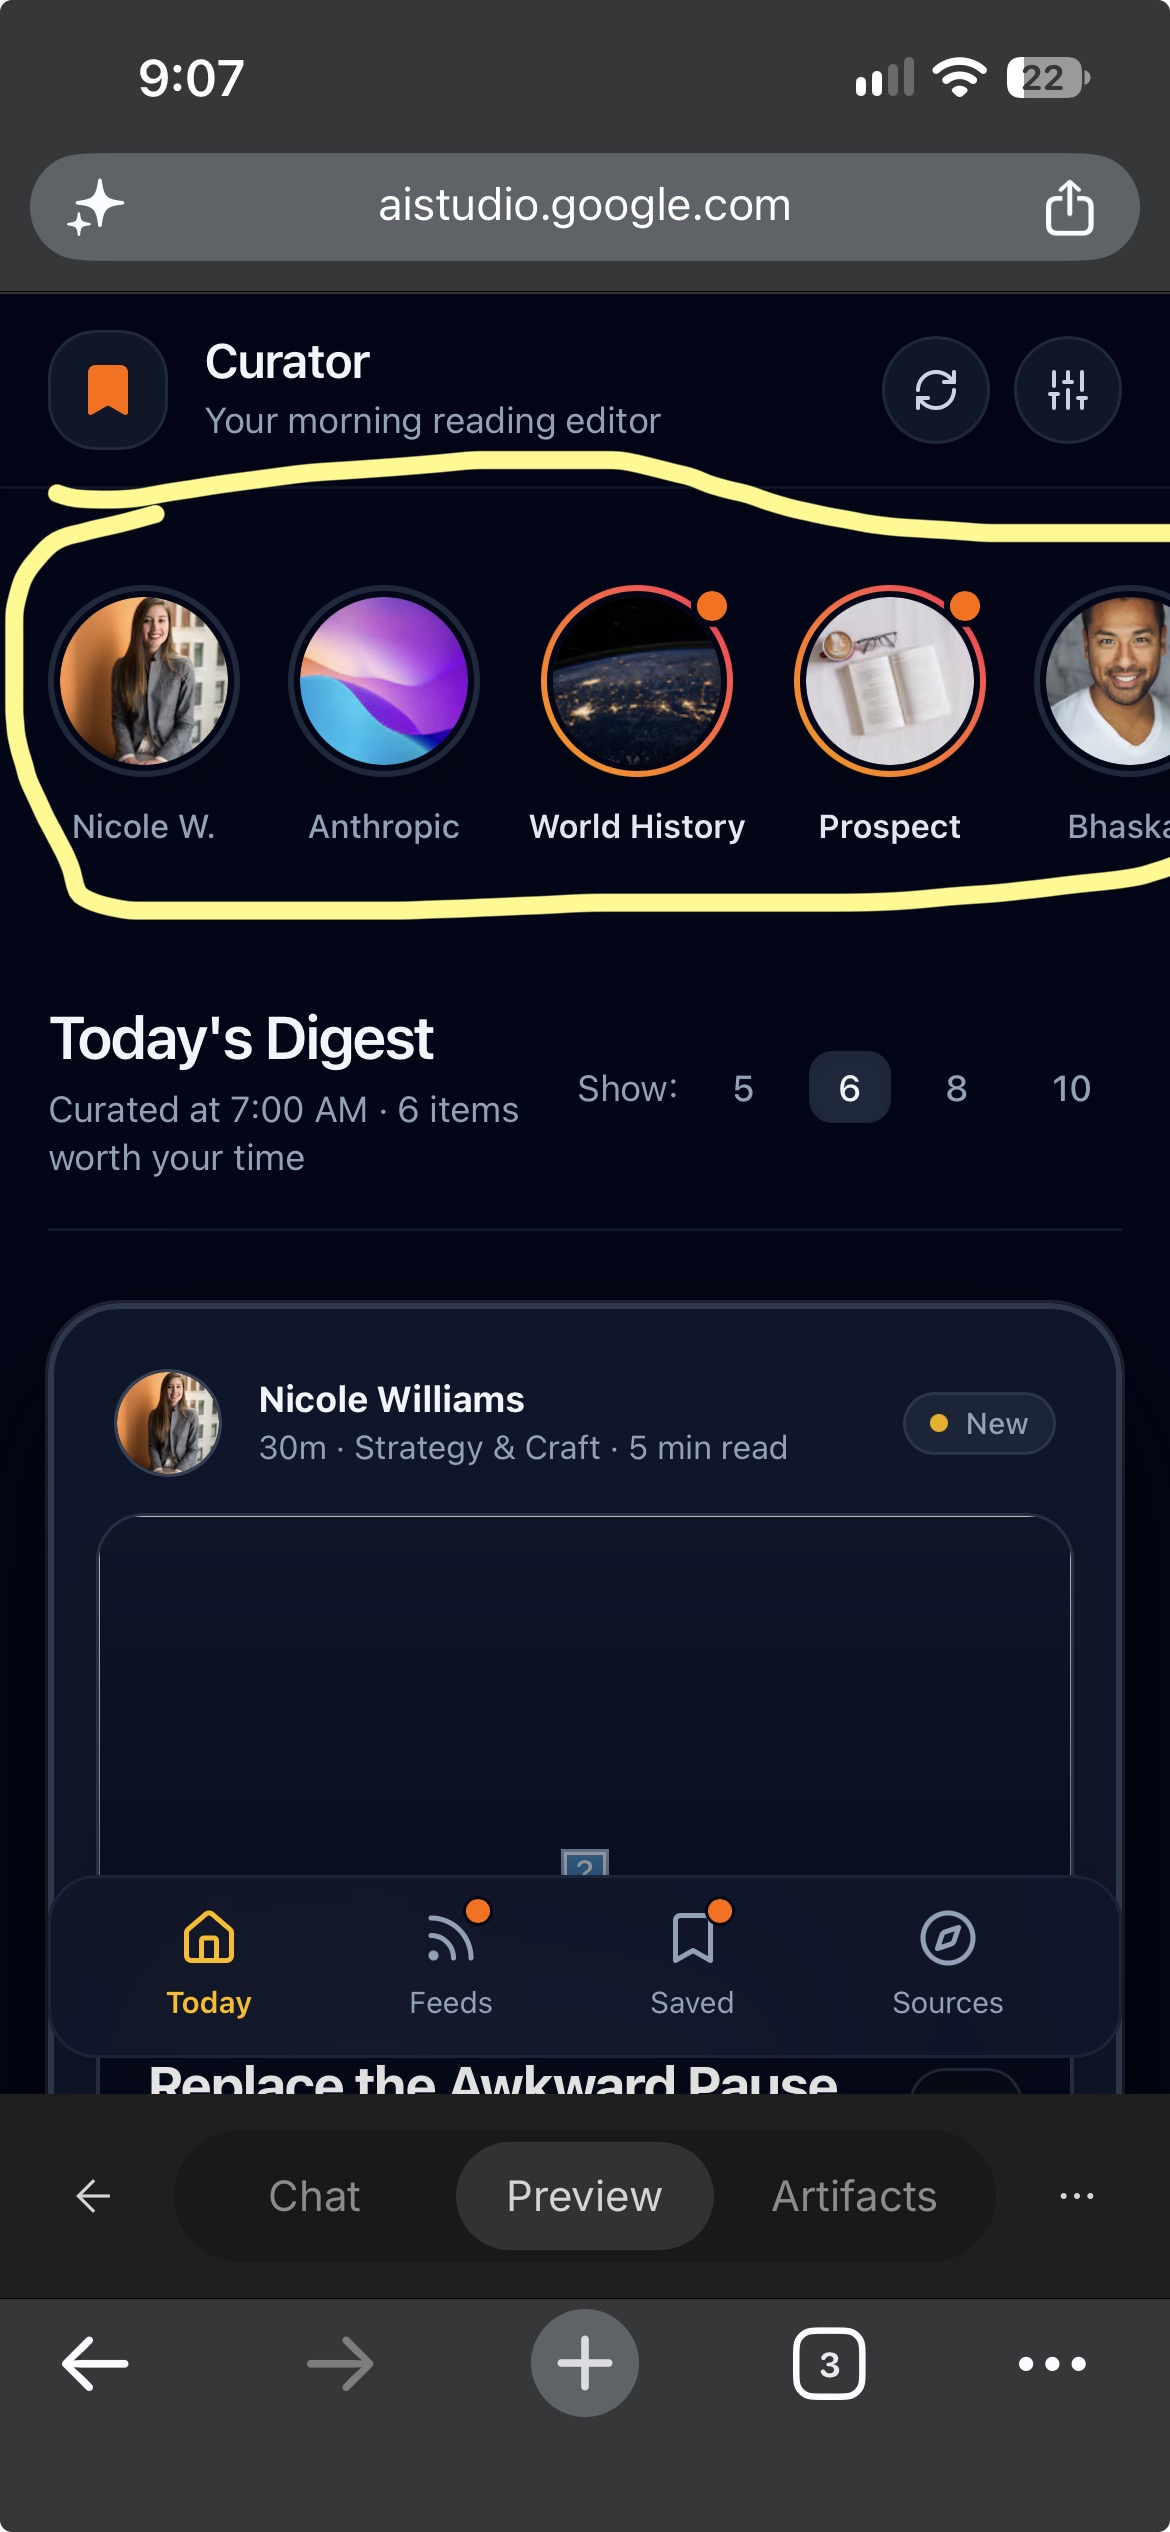 9:07
22
aistudio.google.com
Curator
Your morning reading editor
Nicole W.
Anthropic
World History
Prospect
Bhaska
Today's Digest
Curated at 7:00 AM · 6 items
worth your time
Show: 5 6 8 10
Nicole Williams
30m · Strategy & Craft · 5 min read
New
?
Today
Feeds
Saved
Sources
Replace the Awkward Pause
Chat
Preview
Artifacts
3